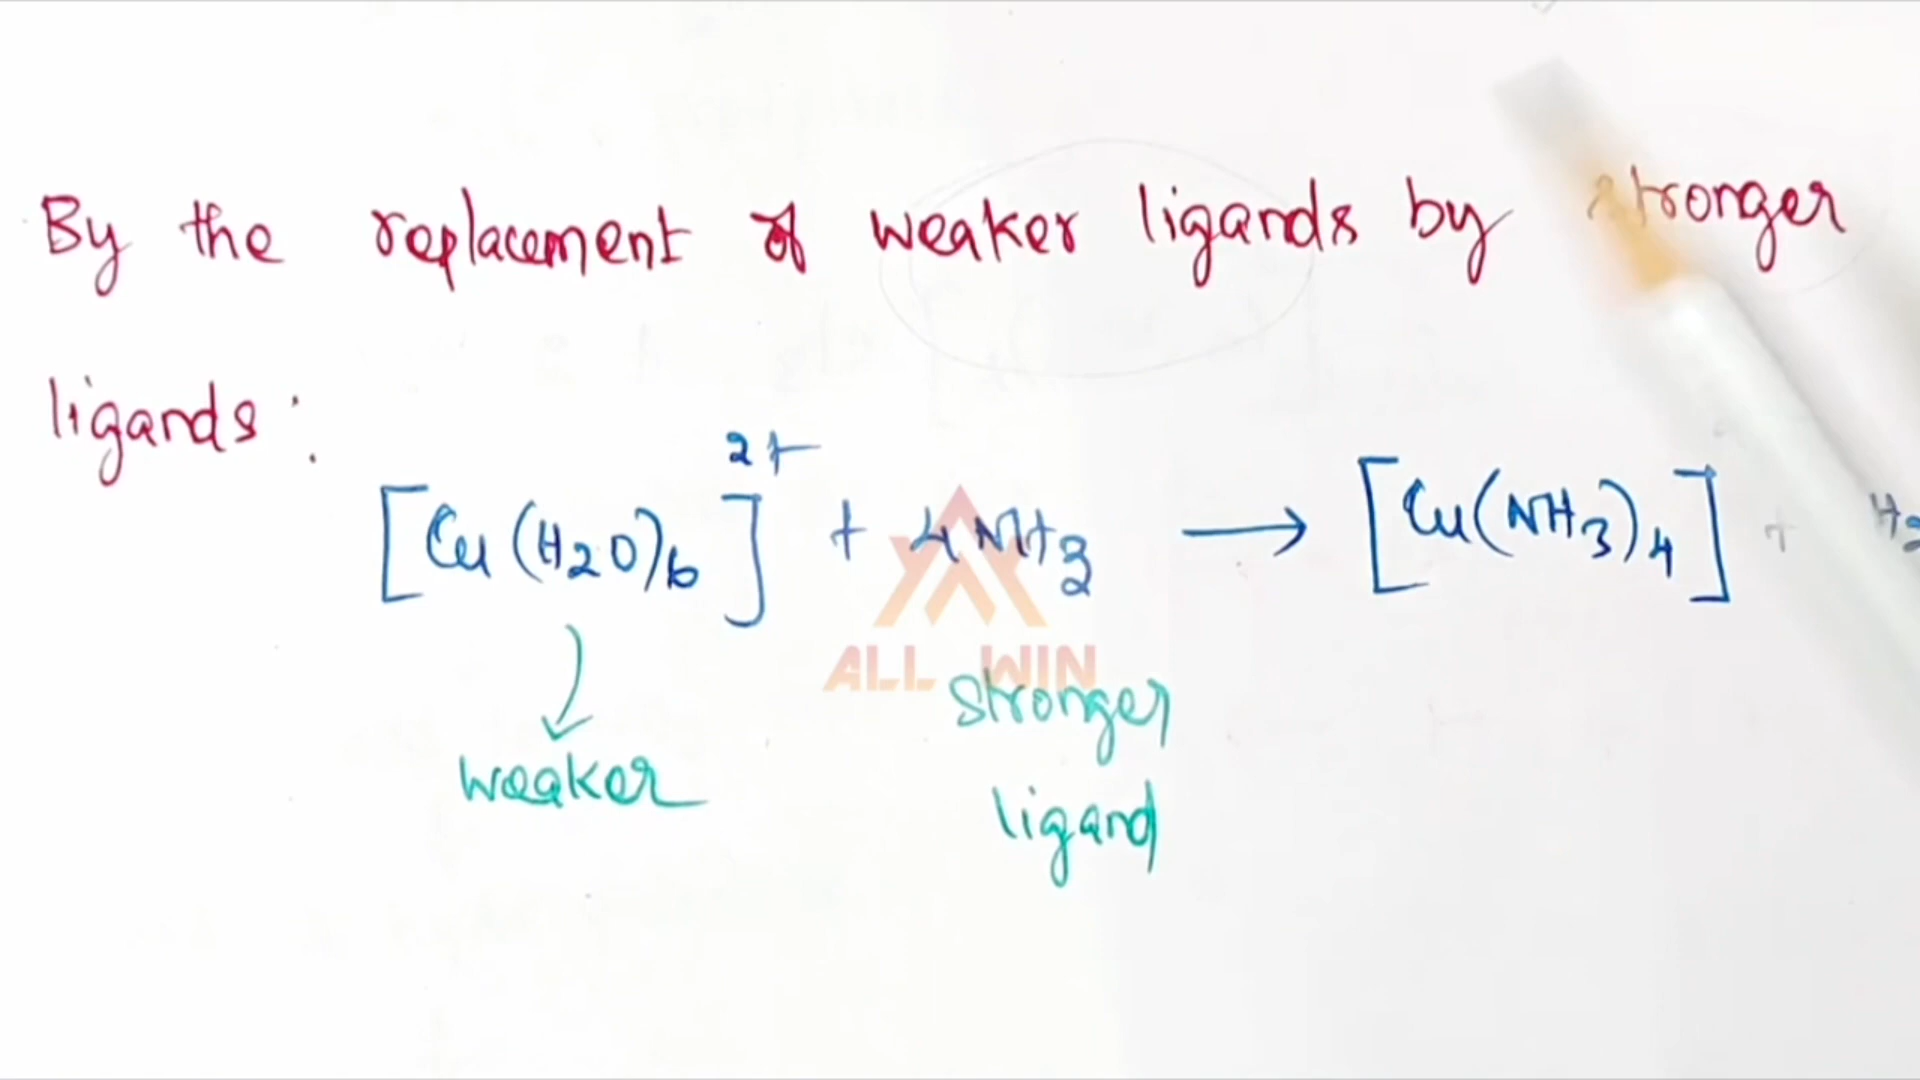 By the replacement of weaker ligands by stronger
ligands:
[Cu(H2O)6]2+ + 4NH3 → [Cu(NH3)4] + H2
ALL WIN
weaker
stronger
ligand